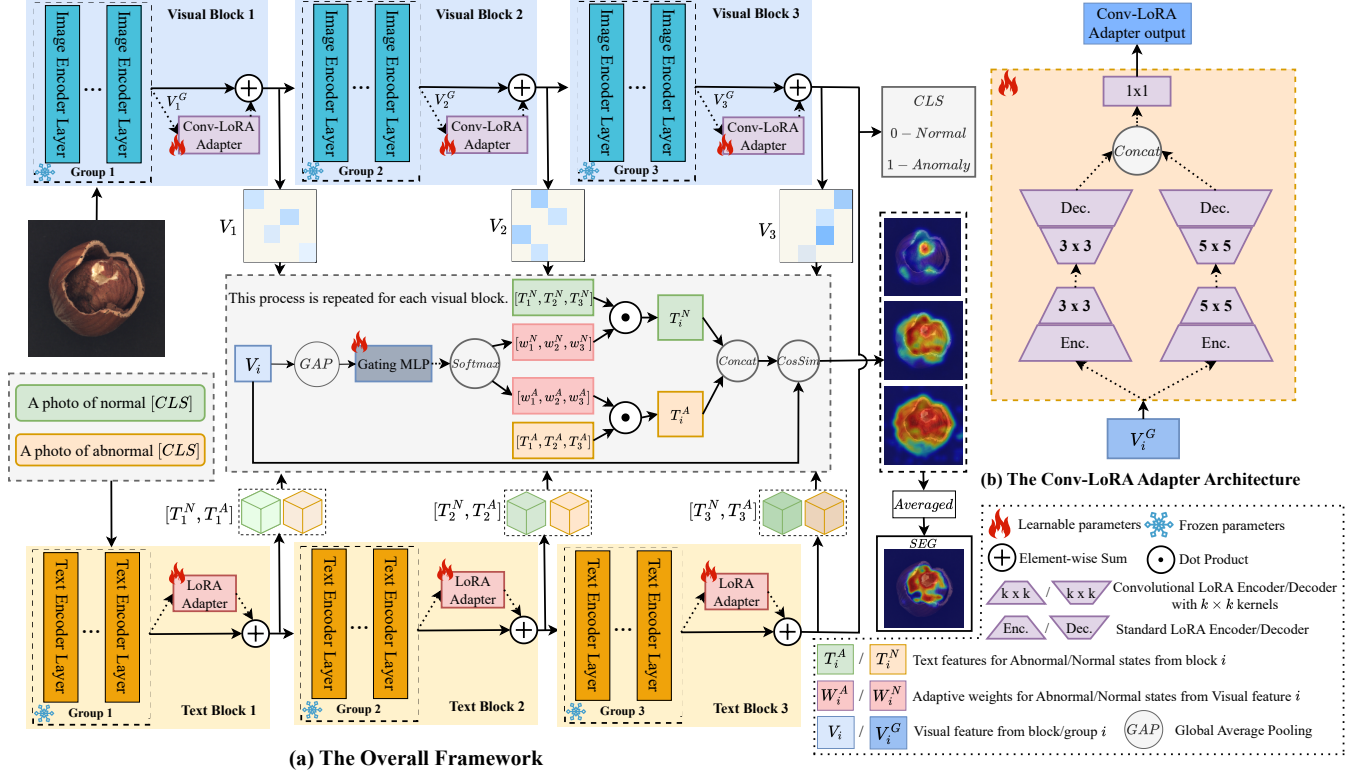 Visual Block 1
Image Encoder Layer
...
Image Encoder Layer
V_1^G
Conv-LoRA
Adapter
Group 1
Visual Block 2
Image Encoder Layer
...
Image Encoder Layer
V_2^G
Conv-LoRA
Adapter
Group 2
Visual Block 3
Image Encoder Layer
...
Image Encoder Layer
V_3^G
Conv-LoRA
Adapter
Group 3
CLS
0 - Normal
1 - Anomaly
V_1
V_2
V_3
This process is repeated for each visual block.
[T_1^N, T_2^N, T_3^N]
[w_1^N, w_2^N, w_3^N]
T_i^N
V_i
GAP
Gating MLP
Softmax
Concat
CosSim
[w_1^A, w_2^A, w_3^A]
[T_1^A, T_2^A, T_3^A]
T_i^A
A photo of normal [CLS]
A photo of abnormal [CLS]
[T_1^N, T_1^A]
[T_2^N, T_2^A]
[T_3^N, T_3^A]
Averaged
SEG
Text Encoder Layer
...
Text Encoder Layer
LoRA
Adapter
Group 1
Text Block 1
Text Encoder Layer
...
Text Encoder Layer
LoRA
Adapter
Group 2
Text Block 2
Text Encoder Layer
...
Text Encoder Layer
LoRA
Adapter
Group 3
Text Block 3
(a) The Overall Framework
Conv-LoRA
Adapter output
1x1
Concat
Dec.
3 x 3
Dec.
5 x 5
3 x 3
Enc.
5 x 5
Enc.
V_i^G
(b) The Conv-LoRA Adapter Architecture
Learnable parameters
Frozen parameters
Element-wise Sum
Dot Product
k x k / k x k
Convolutional LoRA Encoder/Decoder
with k × k kernels
Enc. / Dec.
Standard LoRA Encoder/Decoder
T_i^A / T_i^N
Text features for Abnormal/Normal states from block i
W_i^A / W_i^N
Adaptive weights for Abnormal/Normal states from Visual feature i
V_i / V_i^G
Visual feature from block/group i
GAP
Global Average Pooling